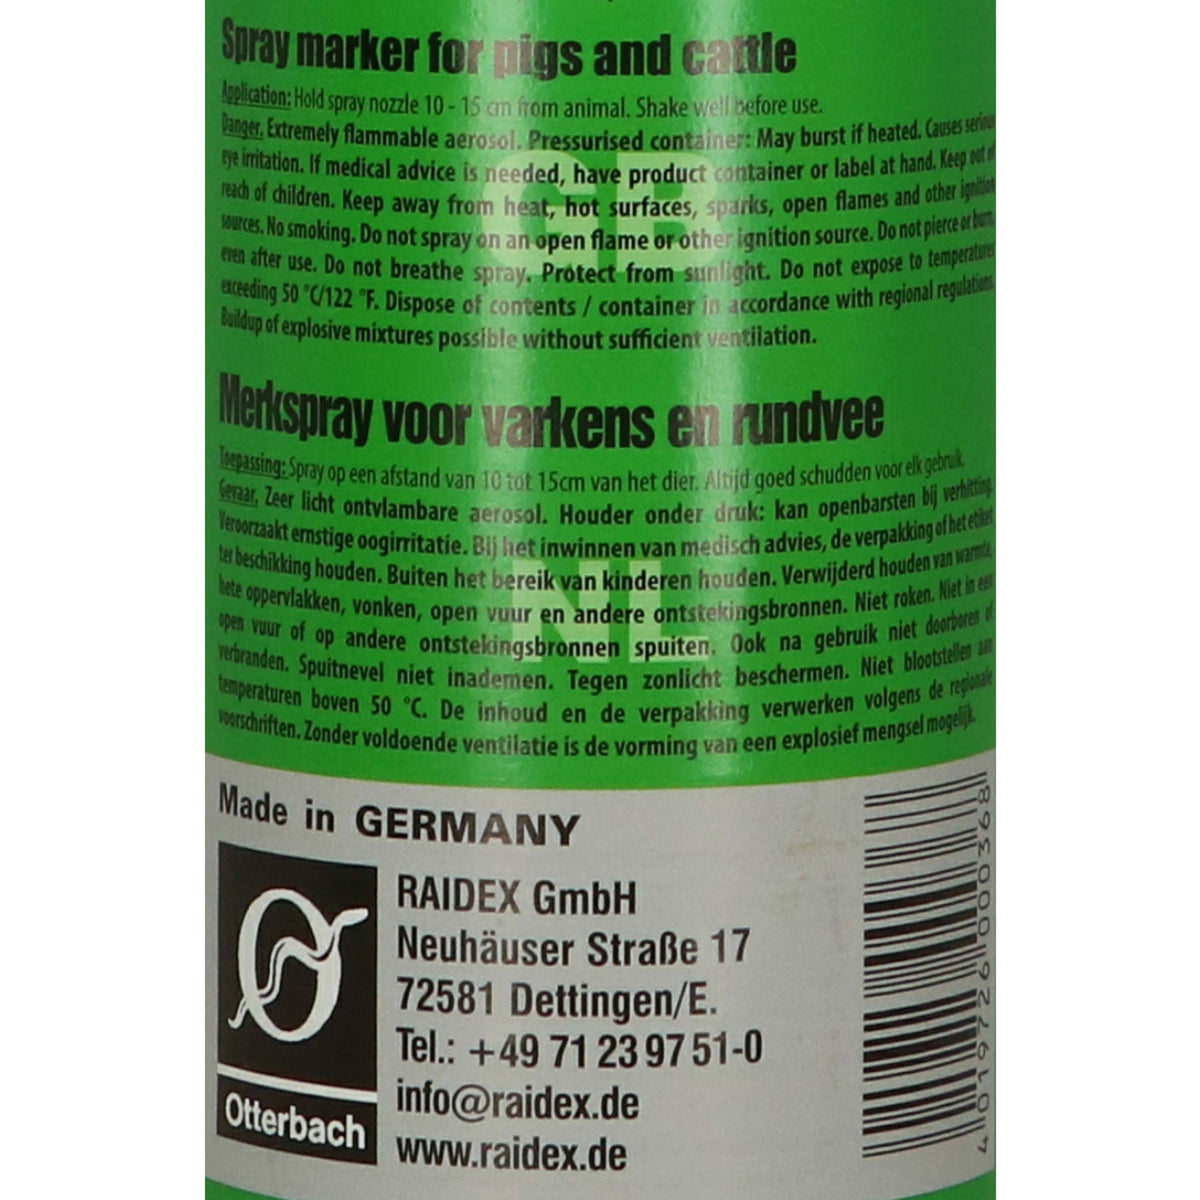 Spray marker for pigs and cattle
Application: Hold spray nozzle 10 - 15 cm from animal. Shake well before use.
Danger. Extremely flammable aerosol. Pressurised container: May burst if heated. Causes serious
eye irritation. If medical advice is needed, have product container or label at hand. Keep out of
reach of children. Keep away from heat, hot surfaces, sparks, open flames and other ignition
sources. No smoking. Do not spray on an open flame or other ignition source. Do not pierce or burn,
even after use. Do not breathe spray. Protect from sunlight. Do not expose to temperatures
exceeding 50 °C/122 °F. Dispose of contents / container in accordance with regional regulations.
Buildup of explosive mixtures possible without sufficient ventilation.
GB
Merkspray voor varkens en rundvee
Toepassing: Spray op een afstand van 10 tot 15cm van het dier. Altijd goed schudden voor elk gebruik.
Gevaar. Zeer licht ontvlambare aerosol. Houder onder druk: kan openbarsten bij verhitting.
Veroorzaakt ernstige oogirritatie. Bij het inwinnen van medisch advies, de verpakking of het etiket
ter beschikking houden. Buiten het bereik van kinderen houden. Verwijderd houden van warmte,
hete oppervlakken, vonken, open vuur en andere ontstekingsbronnen. Niet roken. Niet in een
open vuur of op andere ontstekingsbronnen spuiten. Ook na gebruik niet doorboren of
verbranden. Spuitnevel niet inademen. Tegen zonlicht beschermen. Niet blootstellen aan
temperaturen boven 50 °C. De inhoud en de verpakking verwerken volgens de regionale
voorschriften. Zonder voldoende ventilatie is de vorming van een explosief mengsel mogelijk.
NL
Made in GERMANY
Otterbach
RAIDEX GmbH
Neuhäuser Straße 17
72581 Dettingen/E.
Tel.: +49 71 23 97 51-0
info@raidex.de
www.raidex.de
4 019726 000368